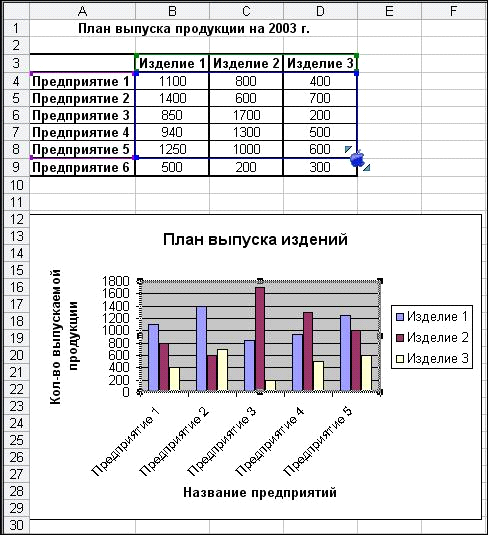 A B C D E F
1 План выпуска продукции на 2003 г.
2
3 Изделие 1 Изделие 2 Изделие 3
4 Предприятие 1 1100 800 400
5 Предприятие 2 1400 600 700
6 Предприятие 3 850 1700 200
7 Предприятие 4 940 1300 500
8 Предприятие 5 1250 1000 600
9 Предприятие 6 500 200 300
10
11
12
13
14
15
16
17
18
19
20
21
22
23
24
25
26
27
28
29
30
План выпуска издений
Кол-во выпускаемой
продукции
1800
1600
1400
1200
1000
800
600
400
200
0
Изделие 1
Изделие 2
Изделие 3
Предприятие 1
Предприятие 2
Предприятие 3
Предприятие 4
Предприятие 5
Название предприятий